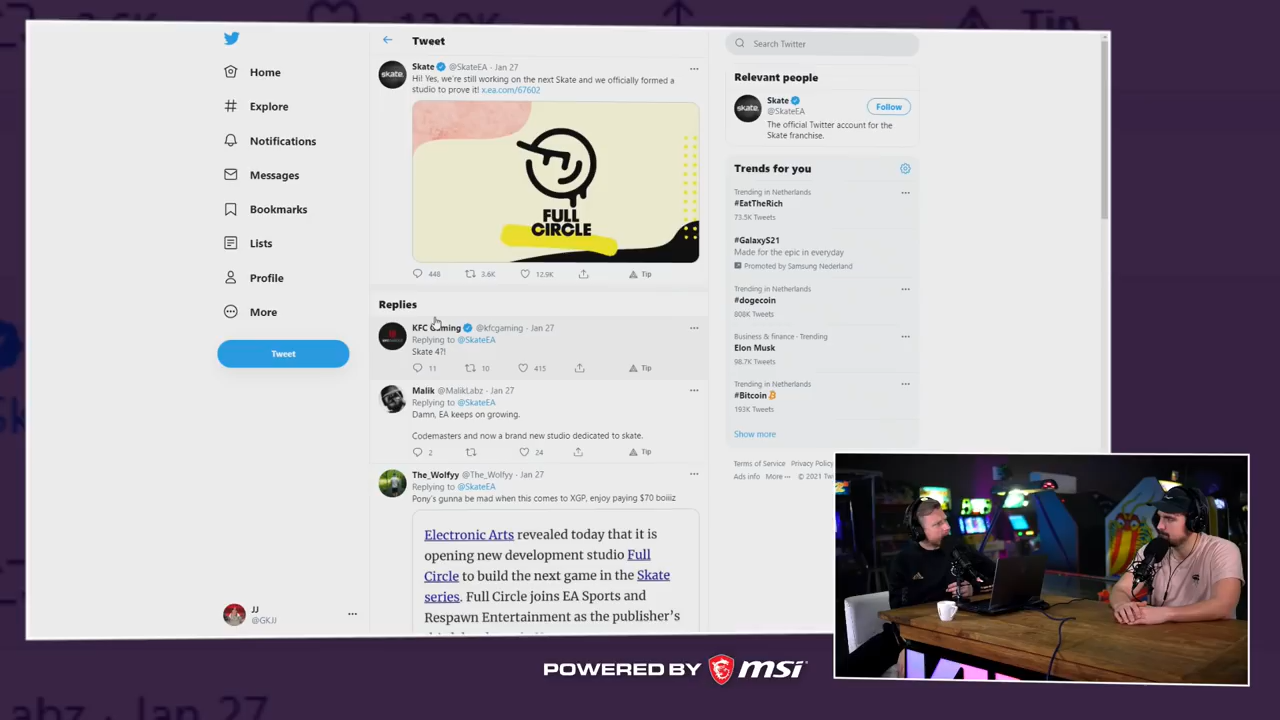 Tip
Home
Explore
Notifications
Messages
Bookmarks
Lists
Profile
More
Tweet
JJ
@GKJJ
Tweet
Skate @SkateEA · Jan 27
Hi! Yes, we're still working on the next Skate and we officially formed a
studio to prove it! x.ea.com/67602
skate.
FULL
CIRCLE
448 3.6K 12.9K Tip
Replies
KFC Gaming @kfcgaming · Jan 27
Replying to @SkateEA
Skate 4?!
11 10 415 Tip
Malik @MalikLabz · Jan 27
Replying to @SkateEA
Damn, EA keeps on growing.
Codemasters and now a brand new studio dedicated to skate.
2 24 Tip
The_Wolfyy @The_Wolfyy · Jan 27
Replying to @SkateEA
Pony's gunna be mad when this comes to XGP, enjoy paying $70 boiiiz
Electronic Arts revealed today that it is
opening new development studio Full
Circle to build the next game in the Skate
series. Full Circle joins EA Sports and
Respawn Entertainment as the publisher's
Search Twitter
Relevant people
skate.
Skate
@SkateEA
Follow
The official Twitter account for the
Skate franchise.
Trends for you
Trending in Netherlands
#EatTheRich
73.5K Tweets
#GalaxyS21
Made for the epic in everyday
Promoted by Samsung Nederland
Trending in Netherlands
#dogecoin
808K Tweets
Business & finance · Trending
Elon Musk
98.7K Tweets
Trending in Netherlands
#Bitcoin
193K Tweets
Show more
Terms of Service Privacy Policy
Ads info More ··· © 2021 Twi
POWERED BY msi
abz · Jan 27